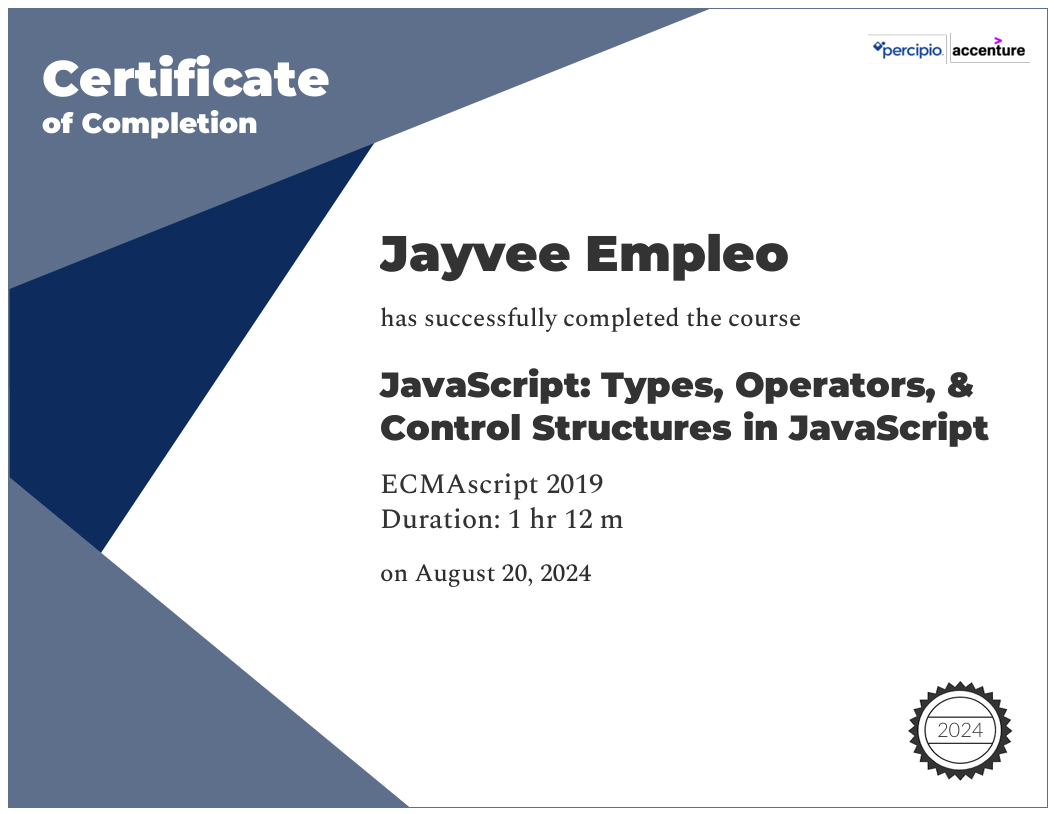 Certificate
of Completion
percipio.
accenture
Jayvee Empleo
has successfully completed the course
JavaScript: Types, Operators, &
Control Structures in JavaScript
ECMAscript 2019
Duration: 1 hr 12 m
on August 20, 2024
2024